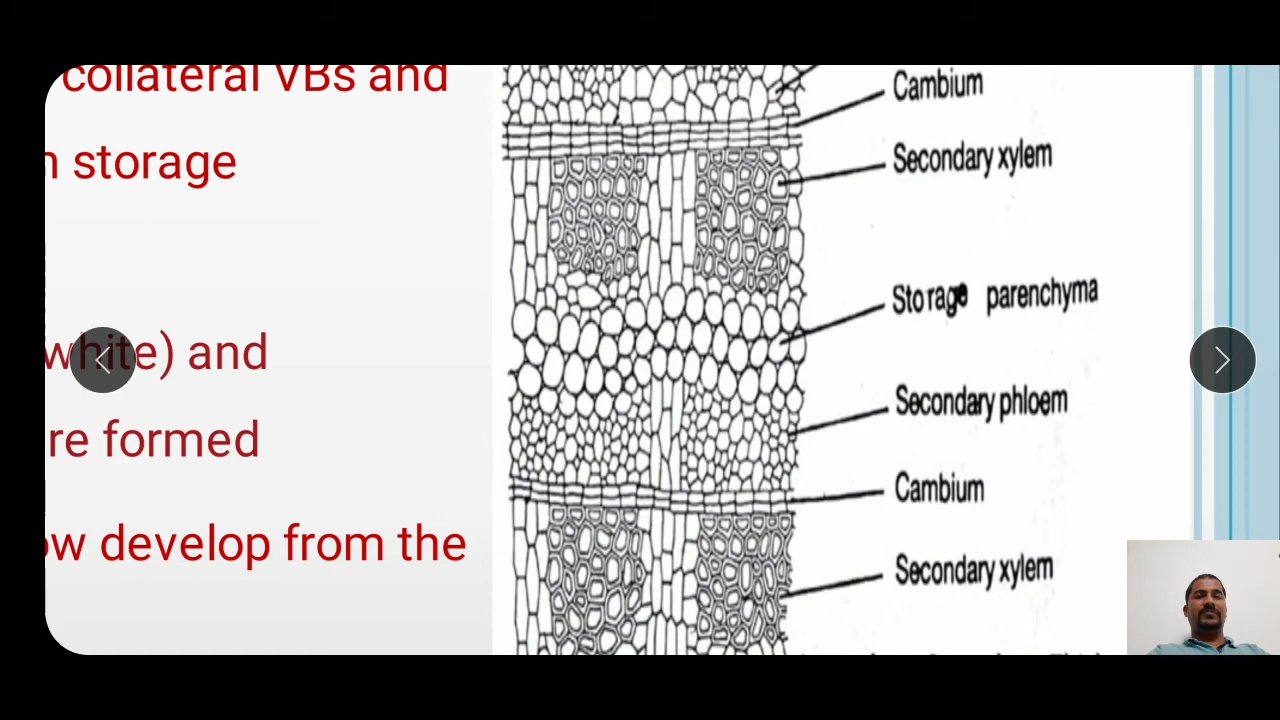 collateral VBs and
storage
white) and
re formed
ow develop from the
Cambium
Secondary xylem
Storage parenchyma
Secondary phloem
Cambium
Secondary xylem